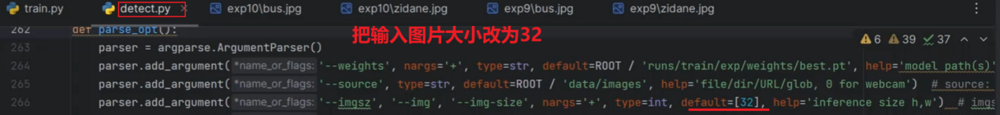 train.py detect.py × exp10\bus.jpg exp10\zidane.jpg exp9\bus.jpg exp9\zidane.jpg
把输入图片大小改为32
262 def parse_opt(): 6 39 37
263 parser = argparse.ArgumentParser()
264 parser.add_argument( *name_or_flags: '--weights', nargs='+', type=str, default=ROOT / 'runs/train/exp/weights/best.pt', help='model path(s)'
265 parser.add_argument( *name_or_flags: '--source', type=str, default=ROOT / 'data/images', help='file/dir/URL/glob, 0 for webcam') # source:
266 parser.add_argument( *name_or_flags: '--imgsz', '--img', '--img-size', nargs='+', type=int, default=[32], help='inference size h,w') # imgs